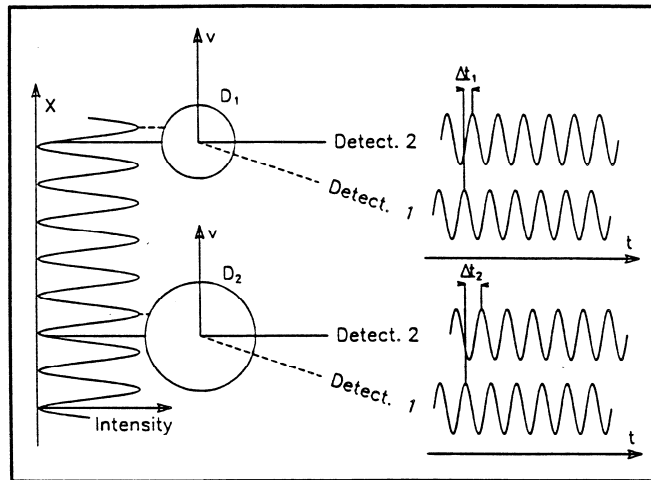 v
D1
X
Δt1
Detect. 2
Detect. 1
t
v
D2
Δt2
Detect. 2
Detect. 1
Intensity
t